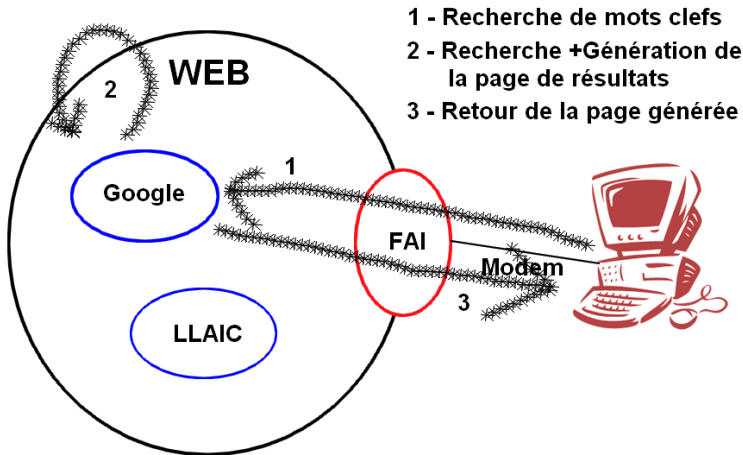 1 - Recherche de mots clefs
2 - Recherche +Génération de
la page de résultats
3 - Retour de la page générée
WEB
2
1
Google
FAI
Modem
3
LLAIC